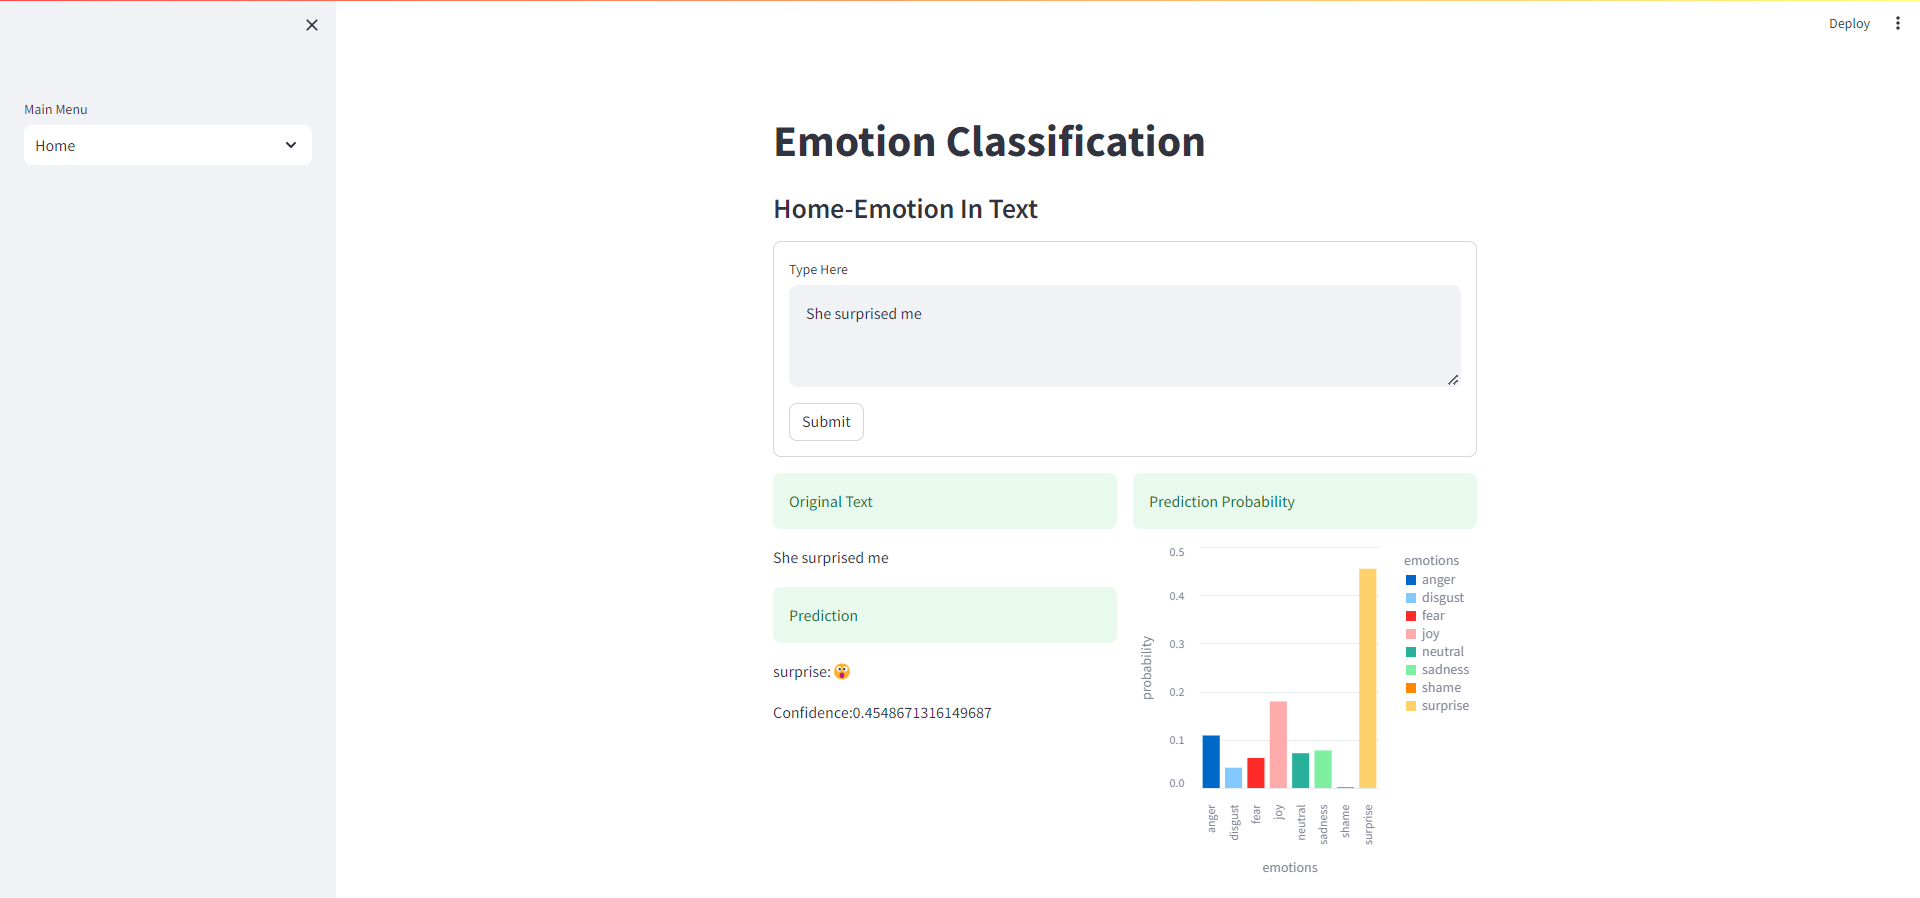 Deploy
Main Menu
Home
Emotion Classification
Home-Emotion In Text
Type Here
She surprised me
Submit
Original Text
She surprised me
Prediction
surprise:😲
Confidence:0.4548671316149687
Prediction Probability
0.5
0.4
0.3
0.2
0.1
0.0
probability
anger
disgust
fear
joy
neutral
sadness
shame
surprise
emotions
emotions
anger
disgust
fear
joy
neutral
sadness
shame
surprise